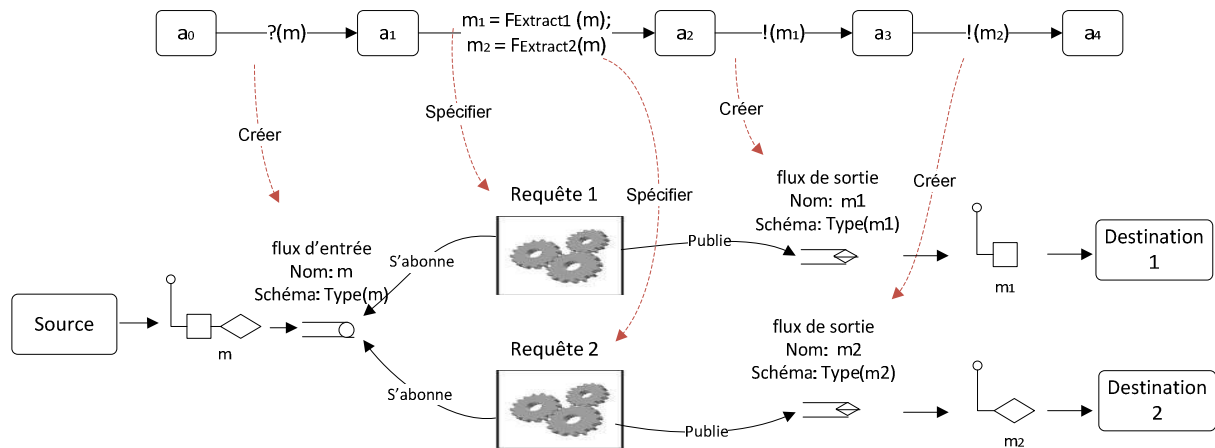 a0
?(m)
a1
m1 = FExtract1 (m);
m2 = FExtract2(m)
a2
!(m1)
a3
!(m2)
a4
Créer
Spécifier
Spécifier
Créer
Créer
flux d'entrée
Nom: m
Schéma: Type(m)
Source
m
S'abonne
S'abonne
Requête 1
Requête 2
Publie
Publie
flux de sortie
Nom: m1
Schéma: Type(m1)
m1
Destination
1
flux de sortie
Nom: m2
Schéma: Type(m2)
m2
Destination
2